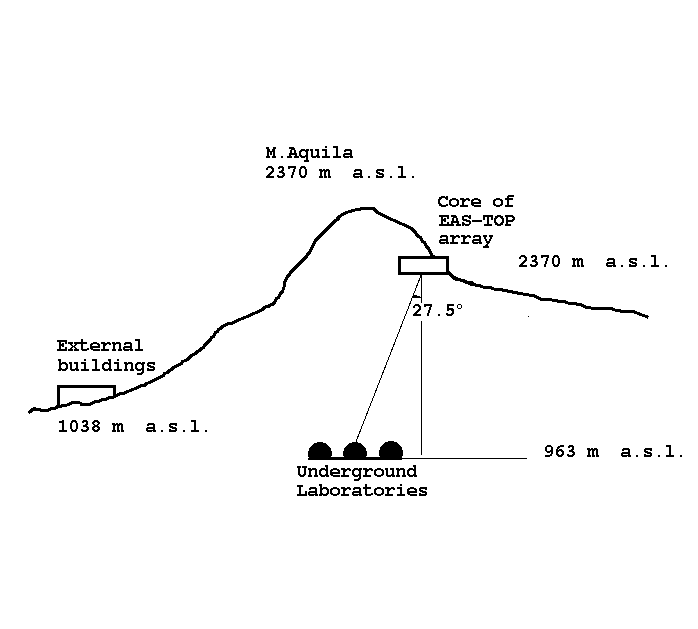 M.Aquila
2370 m a.s.l.
Core of
EAS-TOP
array
2370 m a.s.l.
27.5°
External
buildings
1038 m a.s.l.
963 m a.s.l.
Underground
Laboratories